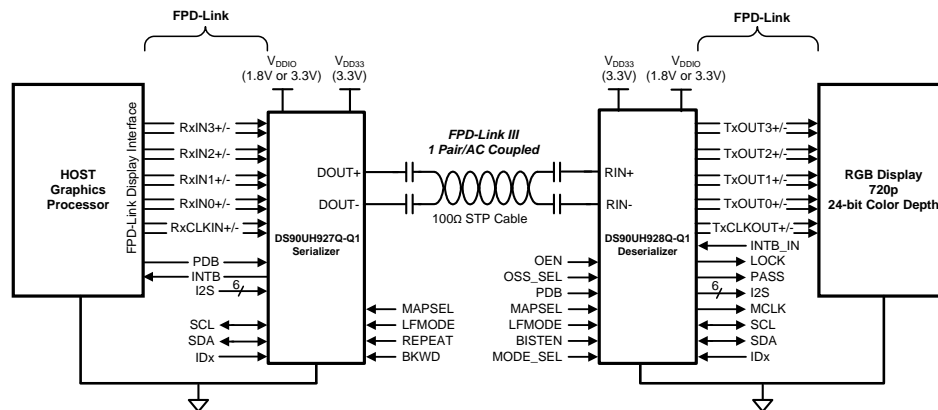 FPD-Link
FPD-Link
VDDIO
(1.8V or 3.3V)
VDD33
(3.3V)
VDD33
(3.3V)
VDDIO
(1.8V or 3.3V)
HOST
Graphics
Processor
FPD-Link Display Interface
RxIN3+/-
RxIN2+/-
RxIN1+/-
RxIN0+/-
RxCLKIN+/-
PDB
INTB
I2S
6
SCL
SDA
IDx
DOUT+
DOUT-
DS90UH927Q-Q1
Serializer
MAPSEL
LFMODE
REPEAT
BKWD
FPD-Link III
1 Pair/AC Coupled
100Ω STP Cable
RIN+
RIN-
DS90UH928Q-Q1
Deserializer
OEN
OSS_SEL
PDB
MAPSEL
LFMODE
BISTEN
MODE_SEL
TxOUT3+/-
TxOUT2+/-
TxOUT1+/-
TxOUT0+/-
TxCLKOUT+/-
INTB_IN
LOCK
PASS
6
I2S
MCLK
SCL
SDA
IDx
RGB Display
720p
24-bit Color Depth